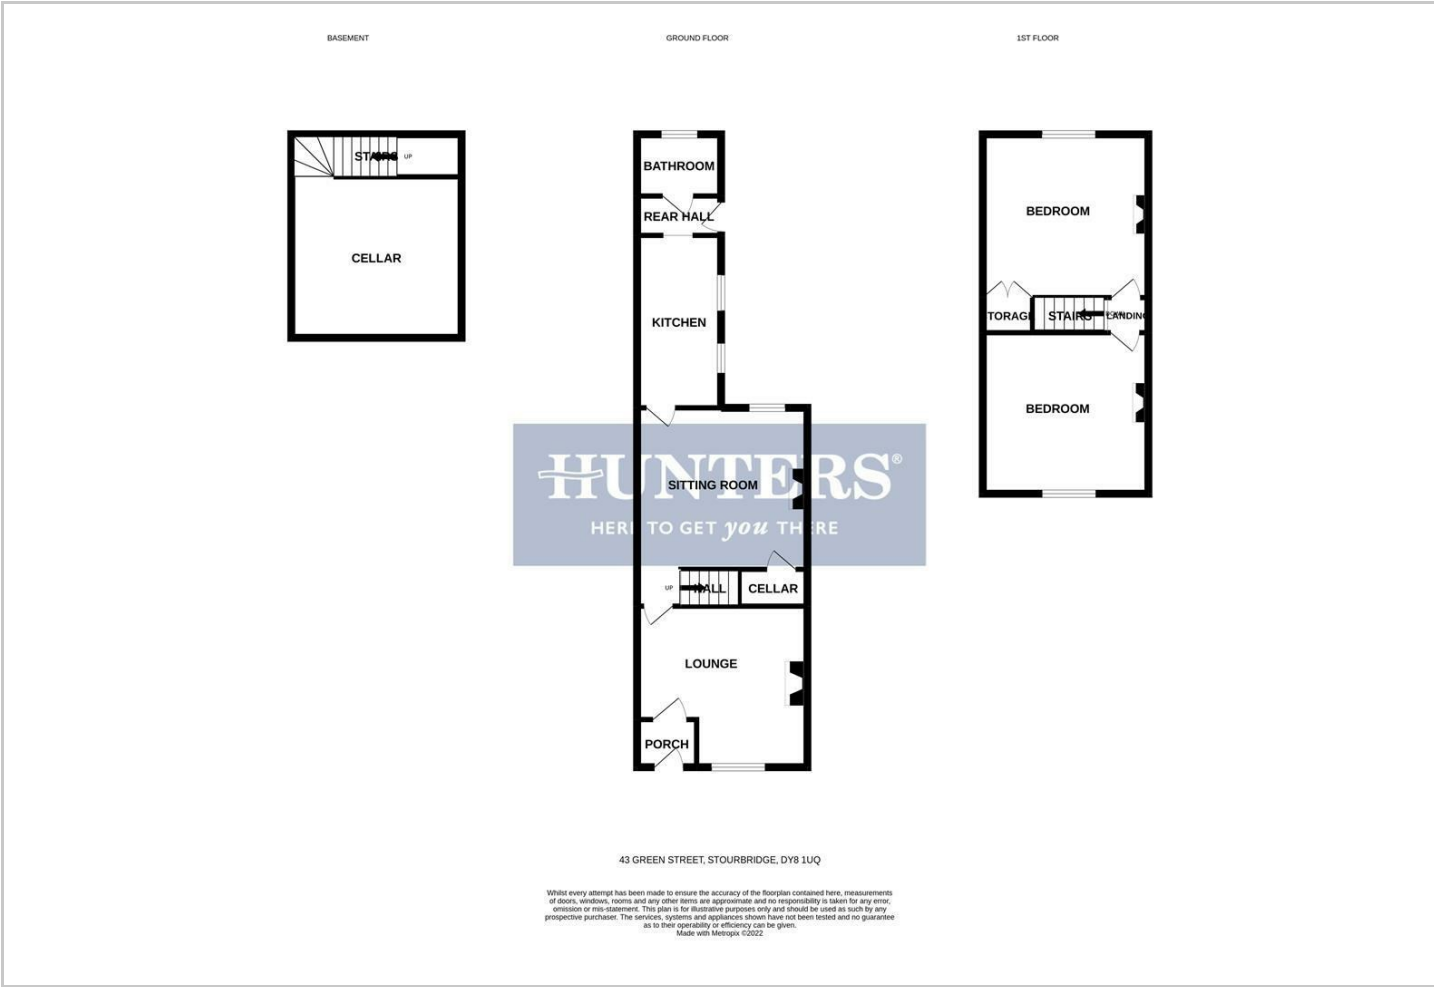 BASEMENT
GROUND FLOOR
1ST FLOOR
STAIRS
UP
CELLAR
BATHROOM
REAR HALL
KITCHEN
HUNTERS®
SITTING ROOM
HERE TO GET you THERE
UP
HALL
CELLAR
LOUNGE
PORCH
BEDROOM
TORAG
STAIRS
LANDING
BEDROOM
43 GREEN STREET, STOURBRIDGE, DY8 1UQ
Whilst every attempt has been made to ensure the accuracy of the floorplan contained here, measurements
of doors, windows, rooms and any other items are approximate and no responsibility is taken for any error,
omission or mis-statement. This plan is for illustrative purposes only and should be used as such by any
prospective purchaser. The services, systems and appliances shown have not been tested and no guarantee
as to their operability or efficiency can be given.
Made with Metropix ©2022